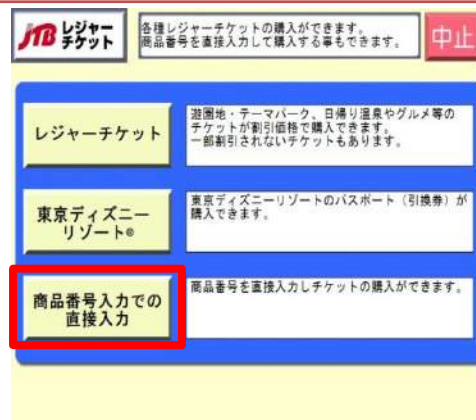 JTB レジャーチケット
各種レジャーチケットの購入ができます。
商品番号を直接入力して購入する事もできます。
中止
レジャーチケット
遊園地・テーマパーク、日帰り温泉やグルメ等の
チケットが割引価格で購入できます。
一部割引されないチケットもあります。
東京ディズニー
リゾート®
東京ディズニーリゾートのパスポート（引換券）が
購入できます。
商品番号入力での
直接入力
商品番号を直接入力しチケットの購入ができます。